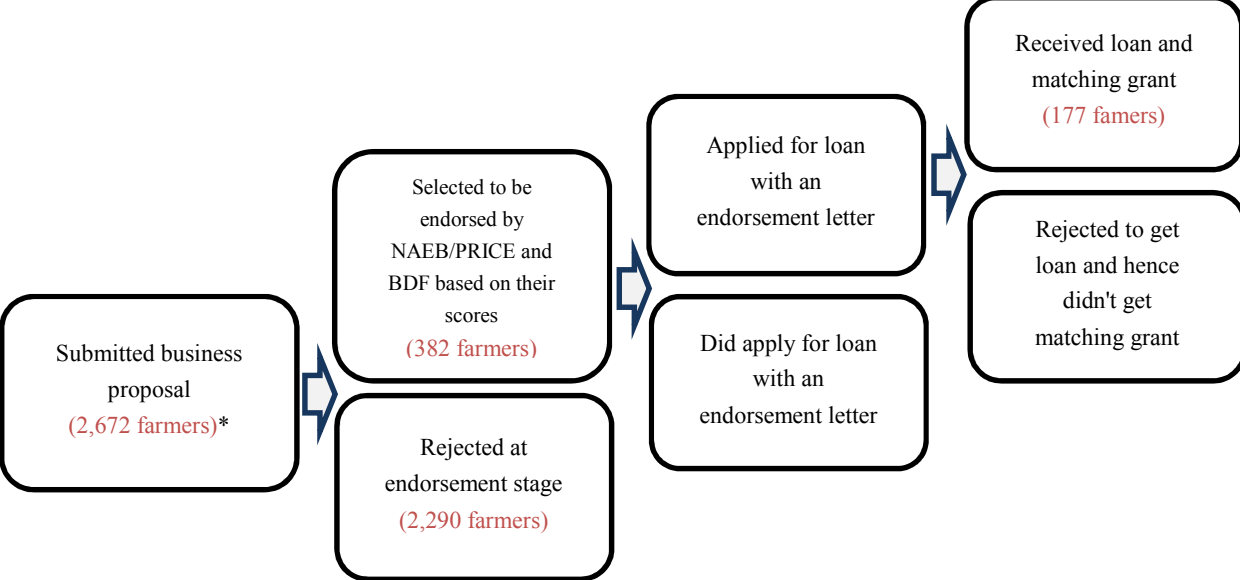 Submitted business
proposal
(2,672 farmers)*
Selected to be
endorsed by
NAEB/PRICE and
BDF based on their
scores
(382 farmers)
Rejected at
endorsement stage
(2,290 farmers)
Applied for loan
with an
endorsement letter
Did apply for loan
with an
endorsement letter
Received loan and
matching grant
(177 famers)
Rejected to get
loan and hence
didn't get
matching grant